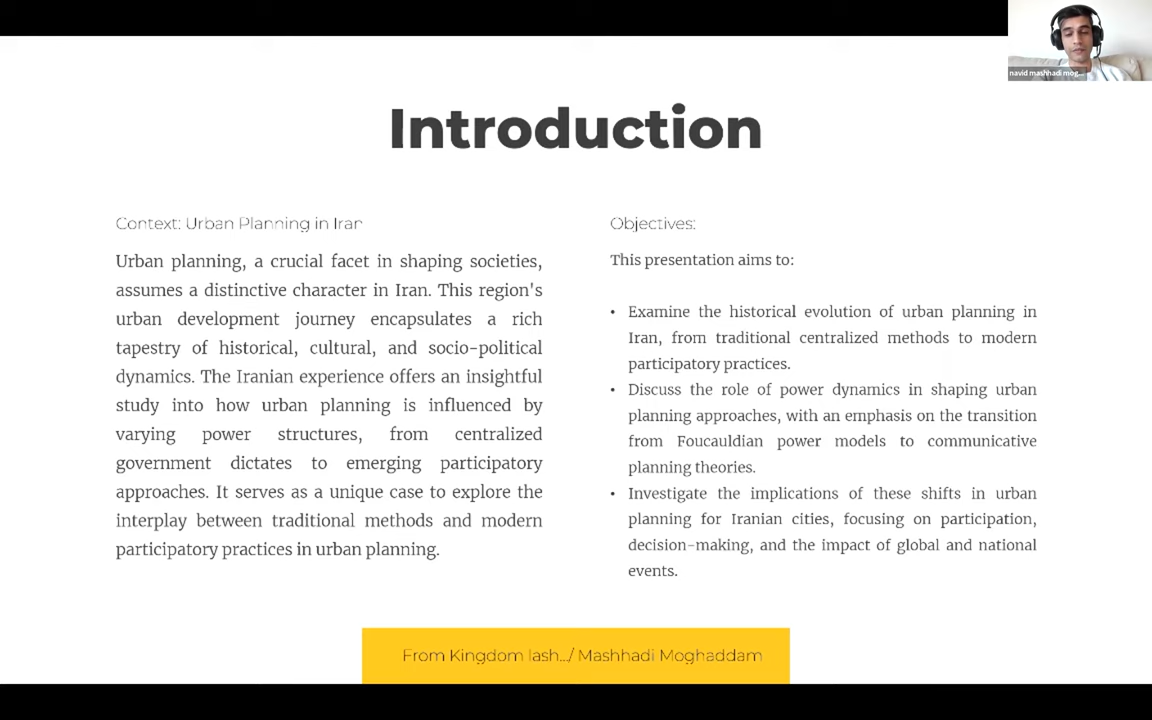 navid mashhadi mog...
Introduction
Context: Urban Planning in Iran
Urban planning, a crucial facet in shaping societies,
assumes a distinctive character in Iran. This region's
urban development journey encapsulates a rich
tapestry of historical, cultural, and socio-political
dynamics. The Iranian experience offers an insightful
study into how urban planning is influenced by
varying power structures, from centralized
government dictates to emerging participatory
approaches. It serves as a unique case to explore the
interplay between traditional methods and modern
participatory practices in urban planning.
Objectives:
This presentation aims to:
• Examine the historical evolution of urban planning in
Iran, from traditional centralized methods to modern
participatory practices.
• Discuss the role of power dynamics in shaping urban
planning approaches, with an emphasis on the transition
from Foucauldian power models to communicative
planning theories.
• Investigate the implications of these shifts in urban
planning for Iranian cities, focusing on participation,
decision-making, and the impact of global and national
events.
From Kingdom lash.../ Mashhadi Moghaddam